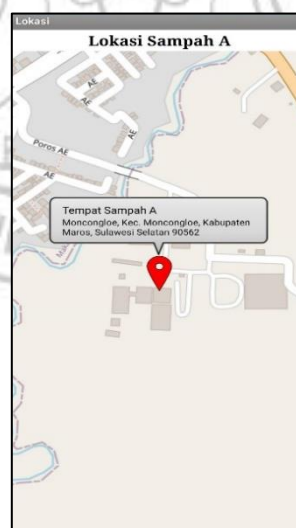 Lokasi
Lokasi Sampah A
AE
AE
Poros AE
AE
Tempat Sampah A
Moncongloe, Kec. Moncongloe, Kabupaten
Maros, Sulawesi Selatan 90562